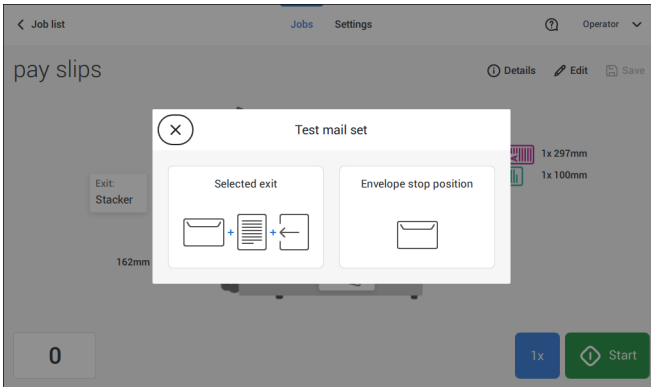 Job list
Jobs
Settings
Operator
pay slips
Details
Edit
Save
Test mail set
Selected exit
Envelope stop position
1x 297mm
1x 100mm
Exit:
Stacker
162mm
0
1x
Start